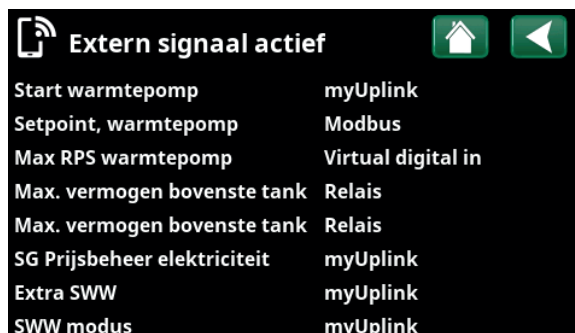 Extern signaal actief
Start warmtepomp myUplink
Setpoint, warmtepomp Modbus
Max RPS warmtepomp Virtual digital in
Max. vermogen bovenste tank Relais
Max. vermogen bovenste tank Relais
SG Prijsbeheer elektriciteit myUplink
Extra SWW myUplink
SWW modus myUplink